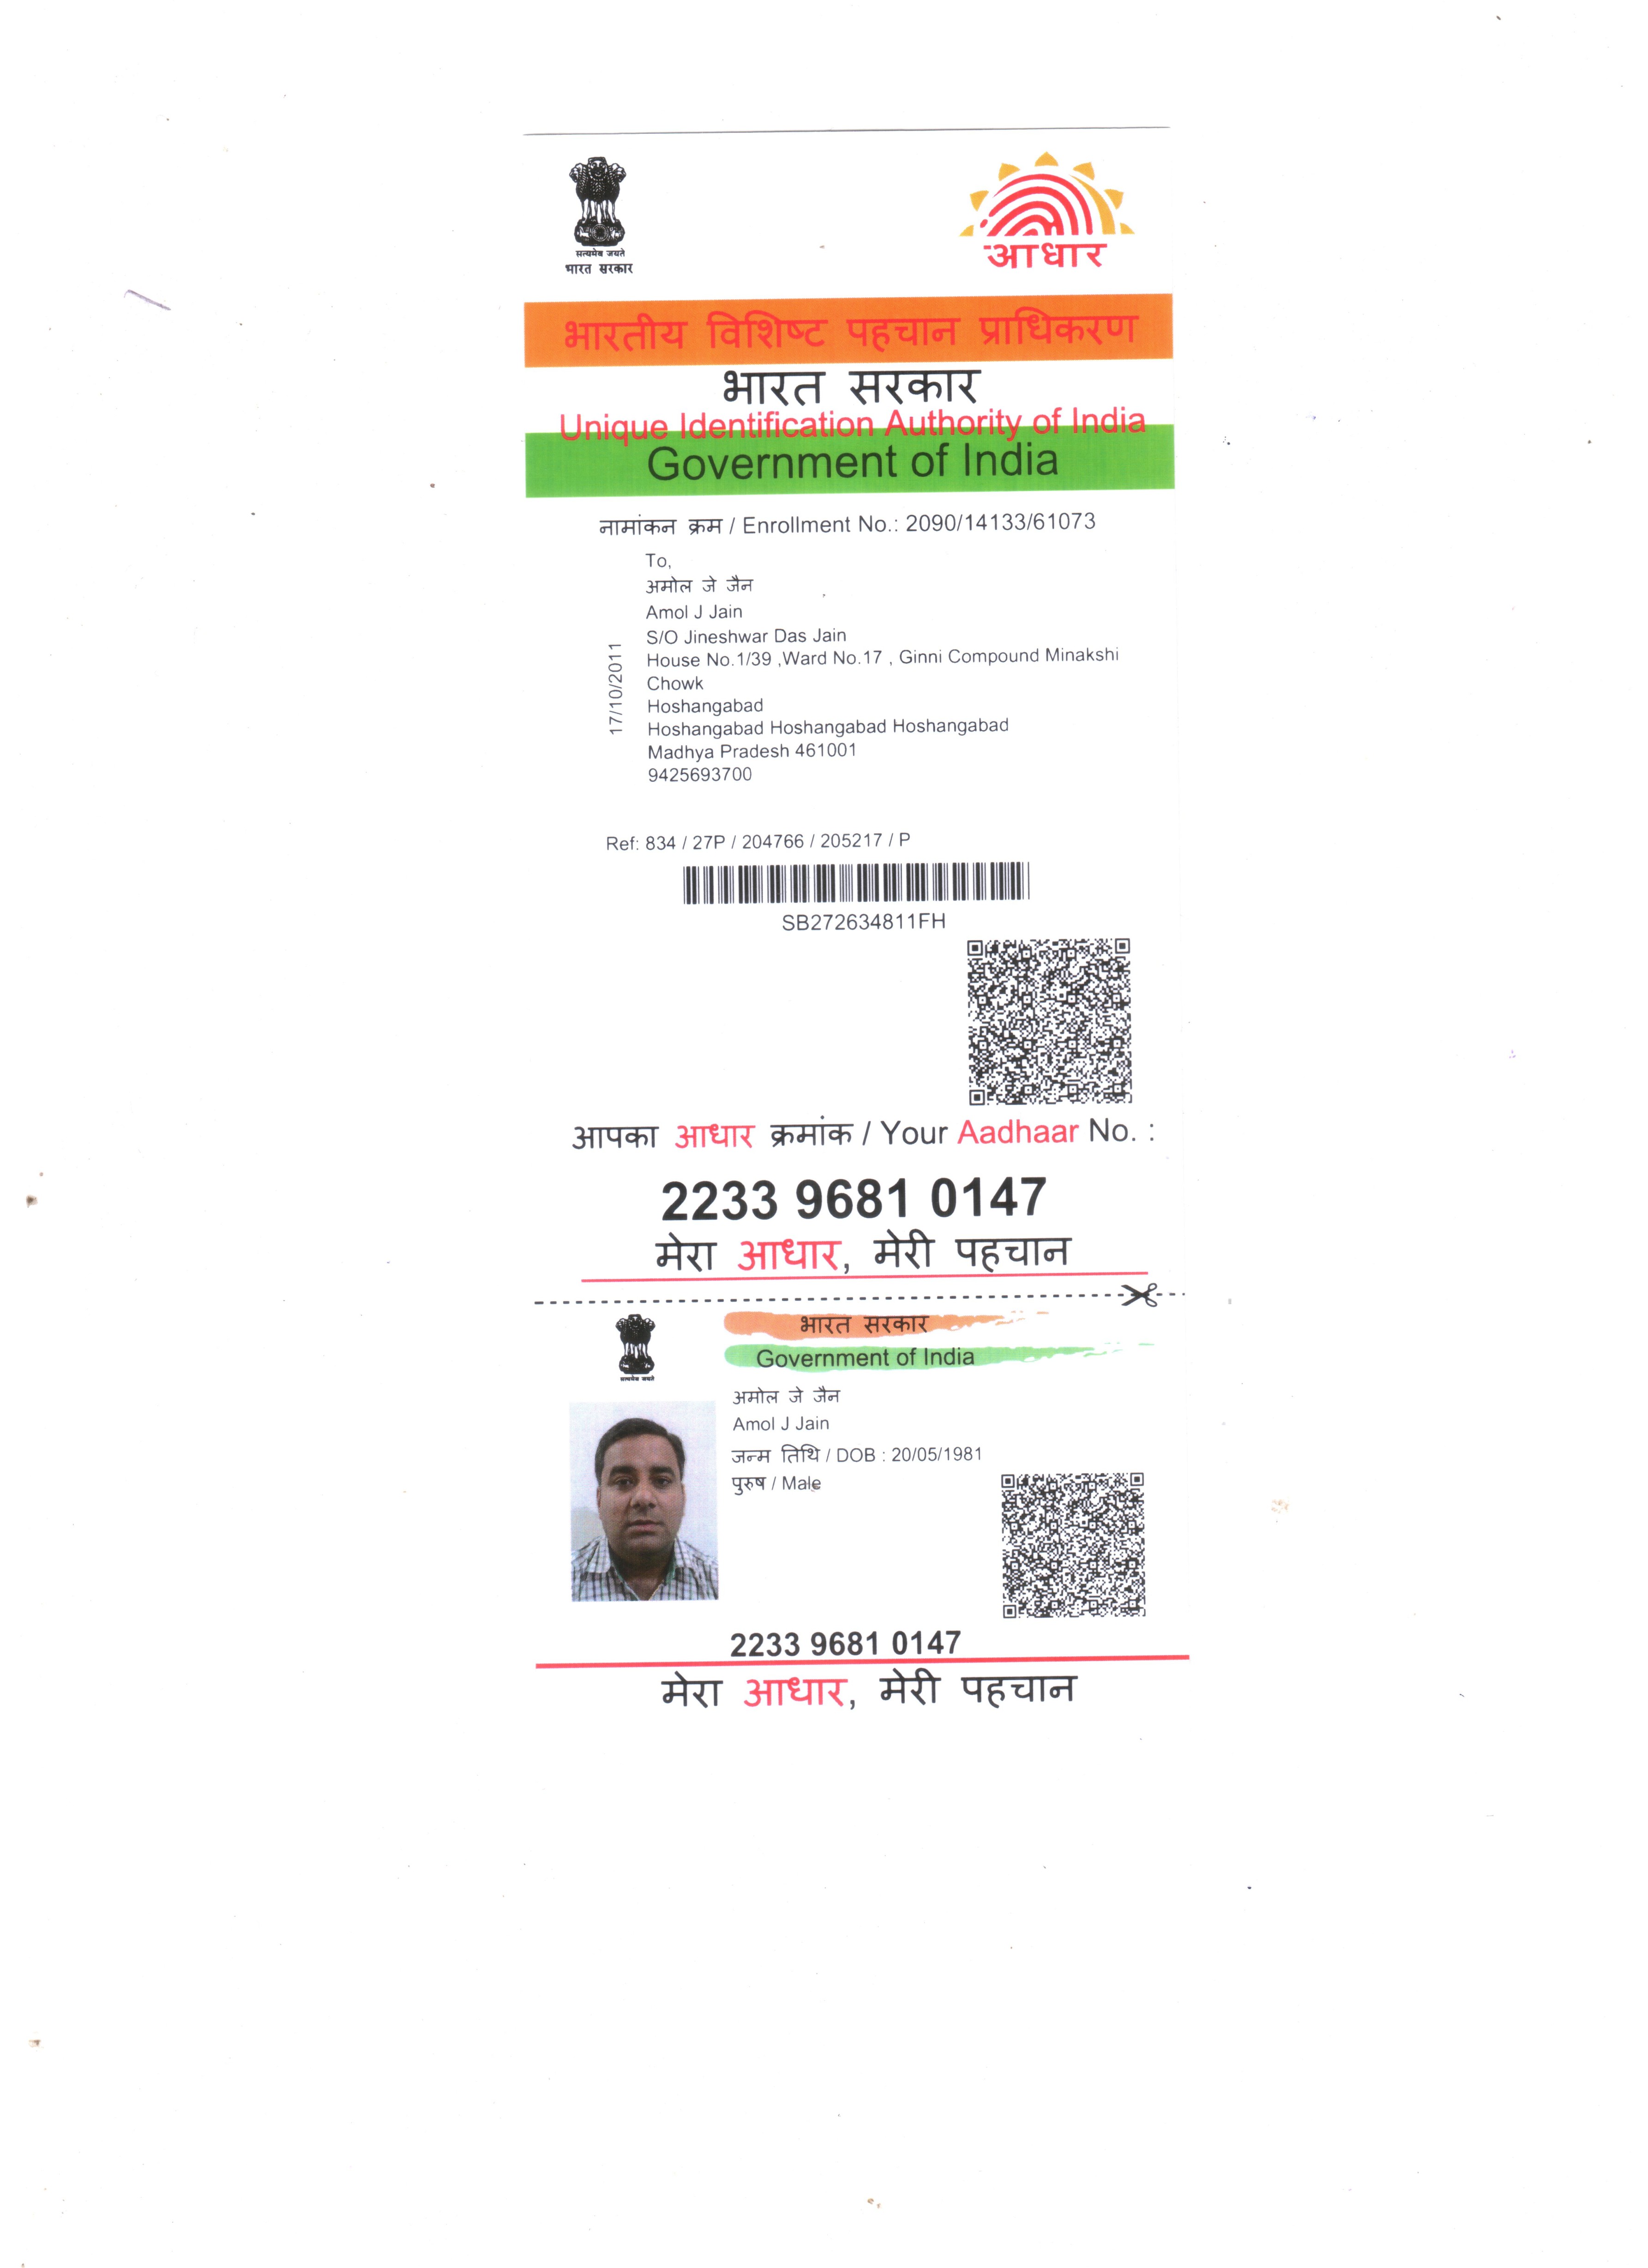 सत्यमेव जयते
भारत सरकार
आधार
भारतीय विशिष्ट पहचान प्राधिकरण
भारत सरकार
Unique Identification Authority of India
Government of India
नामांकन क्रम / Enrollment No.: 2090/14133/61073
To,
अमोल जे जैन
Amol J Jain
S/O Jineshwar Das Jain
House No.1/39 ,Ward No.17 , Ginni Compound Minakshi
Chowk
Hoshangabad
Hoshangabad Hoshangabad Hoshangabad
Madhya Pradesh 461001
9425693700
17/10/2011
Ref: 834 / 27P / 204766 / 205217 / P
SB272634811FH
आपका आधार क्रमांक / Your Aadhaar No. :
2233 9681 0147
मेरा आधार, मेरी पहचान
सत्यमेव जयते
भारत सरकार
Government of India
अमोल जे जैन
Amol J Jain
जन्म तिथि / DOB : 20/05/1981
पुरुष / Male
2233 9681 0147
मेरा आधार, मेरी पहचान